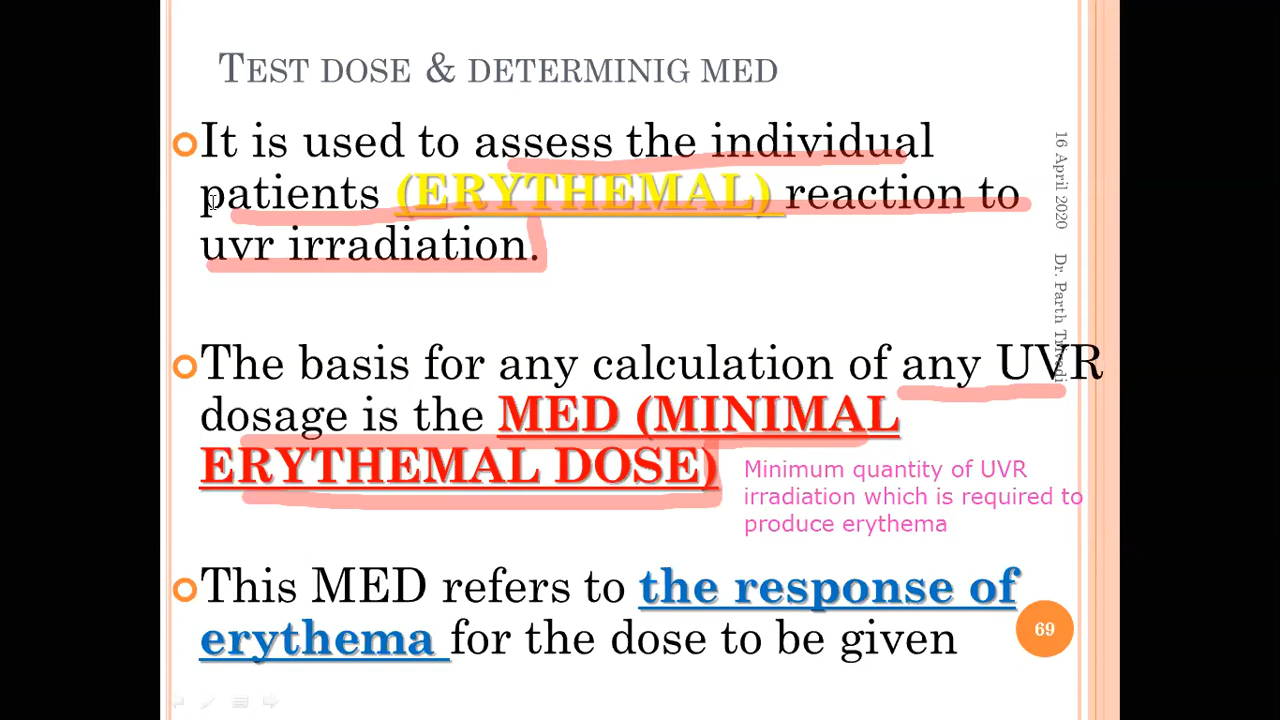 TEST DOSE & DETERMINIG MED
It is used to assess the individual
patients (ERYTHEMAL) reaction to
uvr irradiation.
The basis for any calculation of any UVR
dosage is the MED (MINIMAL
ERYTHEMAL DOSE)
Minimum quantity of UVR
irradiation which is required to
produce erythema
This MED refers to the response of
erythema for the dose to be given
16 April 2020
Dr. Parth Trivedi
69